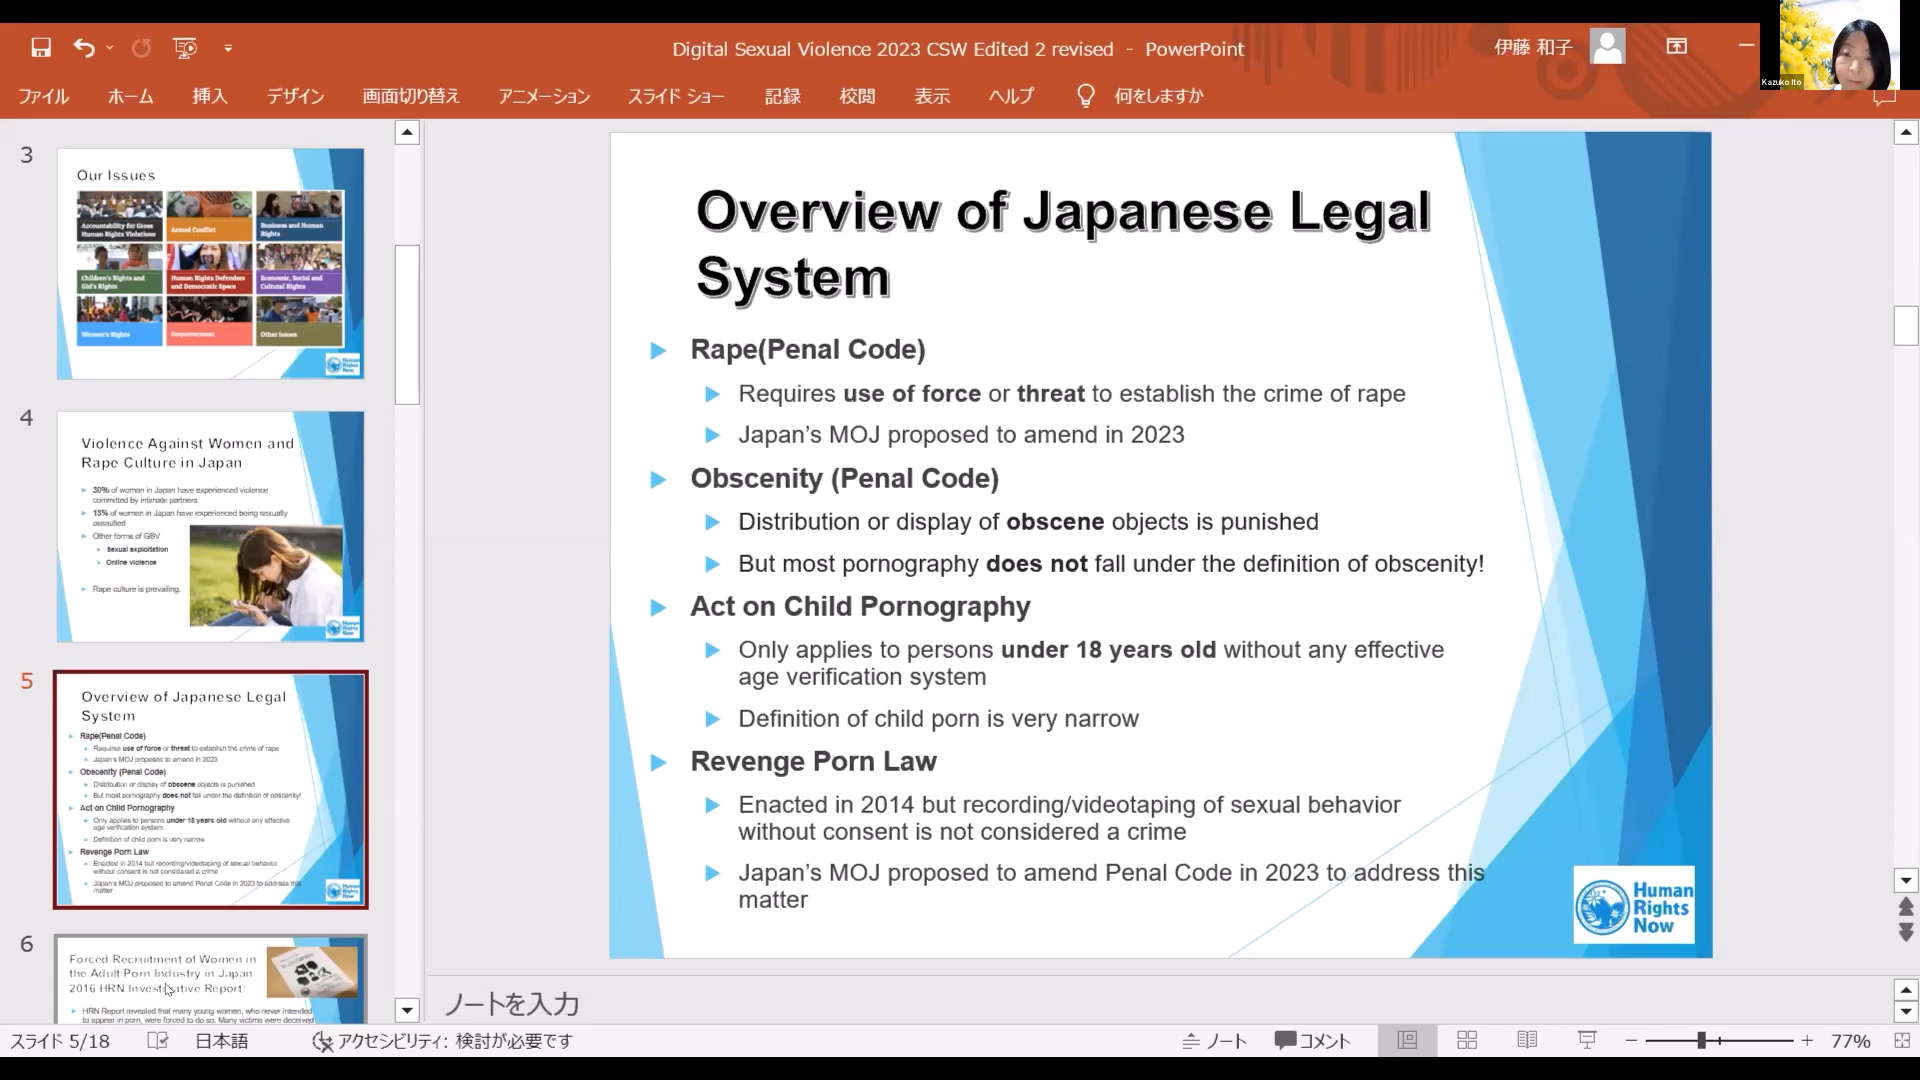 Digital Sexual Violence 2023 CSW Edited 2 revised - PowerPoint
伊藤 和子
Kazuko Ito
ファイル ホーム 挿入 デザイン 画面切り替え アニメーション スライド ショー 記録 校閲 表示 ヘルプ 何をしますか
3
Our Issues
Accountability for Gross
Human Rights Violations
Armed Conflict
Business and Human
Rights
Children's Rights and
Girl's Rights
Human Rights Defenders
and Democratic Space
Economic, Social and
Cultural Rights
Women's Rights
Empowerment
Other issues
Human
Rights
Now
4
Violence Against Women and
Rape Culture in Japan
30% of women in Japan have experienced violence
committed by intimate partners
13% of women in Japan have experienced being sexually
assaulted
Other forms of GBV
Sexual exploitation
Online violence
Rape culture is prevailing.
Human
Rights
Now
5
Overview of Japanese Legal
System
Rape(Penal Code)
Requires use of force or threat to establish the crime of rape
Japan's MOJ proposed to amend in 2023
Obscenity (Penal Code)
Distribution or display of obscene objects is punished
But most pornography does not fall under the definition of obscenity!
Act on Child Pornography
Only applies to persons under 18 years old without any effective
age verification system
Definition of child porn is very narrow
Revenge Porn Law
Enacted in 2014 but recording/videotaping of sexual behavior
without consent is not considered a crime
Japan's MOJ proposed to amend Penal Code in 2023 to address this
matter
Human
Rights
Now
6
Forced Recruitment of Women in
the Adult Porn Industry in Japan
2016 HRN Investigative Report:
HRN Report revealed that many young women, who never intended
to appear in porn, were forced to do so. Many victims were deceived
Overview of Japanese Legal
System
Rape(Penal Code)
Requires use of force or threat to establish the crime of rape
Japan's MOJ proposed to amend in 2023
Obscenity (Penal Code)
Distribution or display of obscene objects is punished
But most pornography does not fall under the definition of obscenity!
Act on Child Pornography
Only applies to persons under 18 years old without any effective
age verification system
Definition of child porn is very narrow
Revenge Porn Law
Enacted in 2014 but recording/videotaping of sexual behavior
without consent is not considered a crime
Japan's MOJ proposed to amend Penal Code in 2023 to address this
matter
Human
Rights
Now
ノートを入力
スライド 5/18 日本語 アクセシビリティ: 検討が必要です ノート コメント 77%